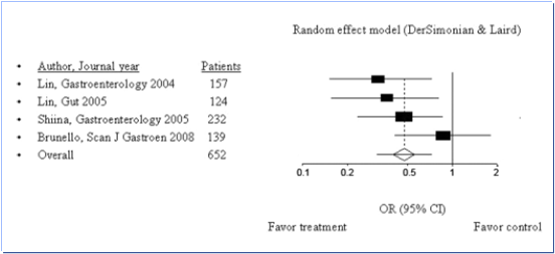 Random effect model (DerSimonian & Laird)
• Author, Journal year Patients
• Lin, Gastroenterology 2004 157
• Lin, Gut 2005 124
• Shiina, Gastroenterology 2005 232
• Brunello, Scan J Gastroen 2008 139
• Overall 652
0.1 0.2 0.5 1 2
OR (95% CI)
Favor treatment Favor control